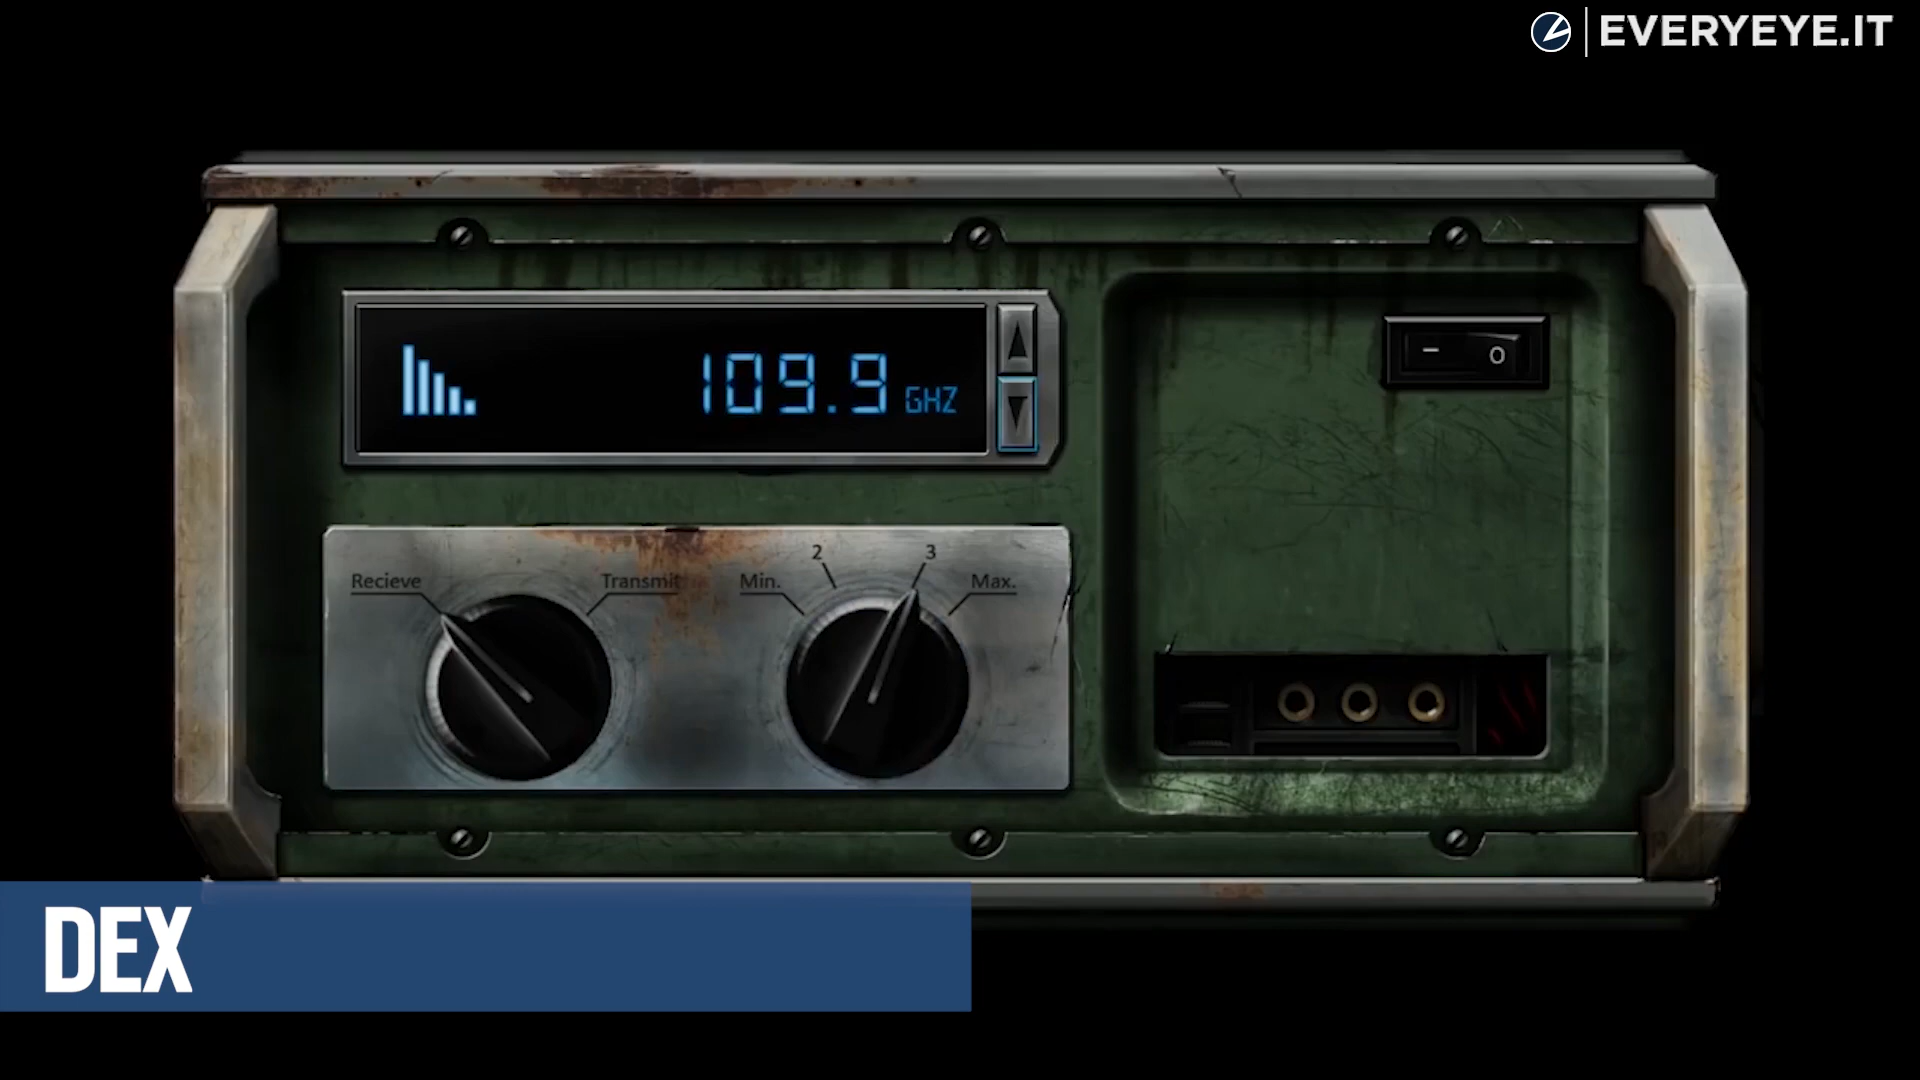 EVERYEYE.IT
109.9 GHZ
Recieve
Transmit
Min.
2
3
Max.
– O
DEX